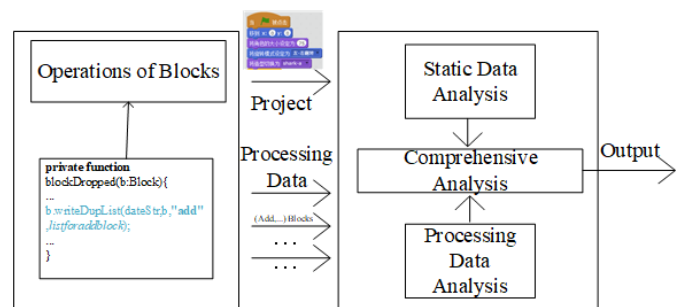 Operations of Blocks
private function
blockDropped(b:Block){
...
b.writeDupList(dateStr,b,"add"
,listforaddblock);
...
}
Project
Processing
Data
(Add,...) Blocks
...
...
Static Data
Analysis
Comprehensive
Analysis
Processing
Data
Analysis
Output